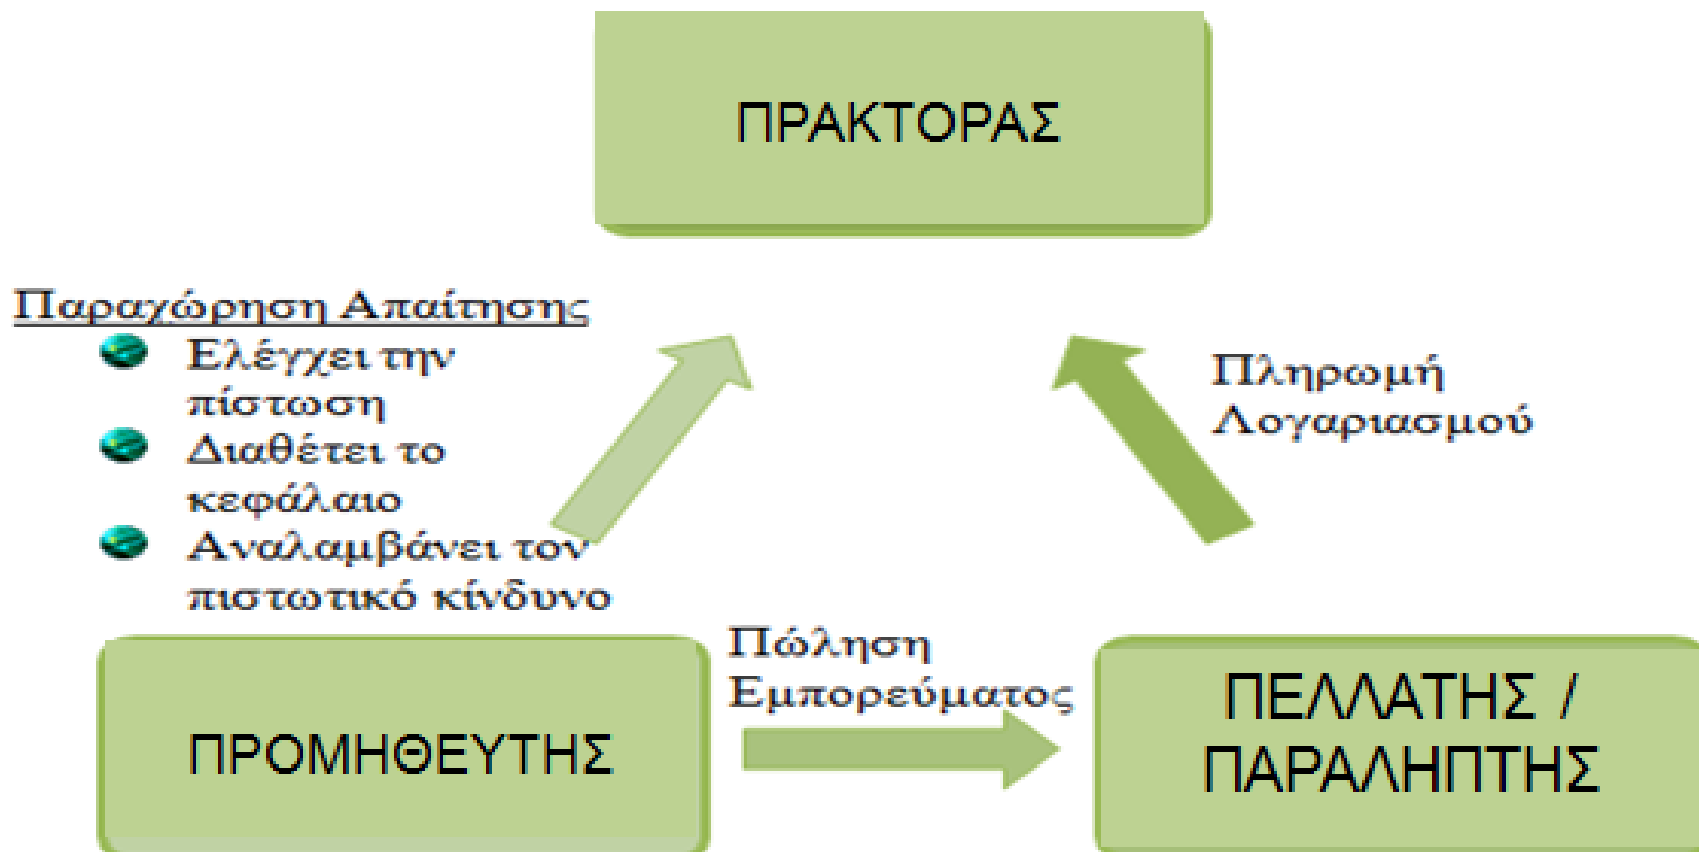 ΠΡΑΚΤΟΡΑΣ
Παραχώρηση Απαίτησης
Ελέγχει την
πίστωση
Διαθέτει το
κεφάλαιο
Αναλαμβάνει τον
πιστωτικό κίνδυνο
Πληρωμή
Λογαριασμού
Πώληση
Εμπορεύματος
ΠΡΟΜΗΘΕΥΤΗΣ
ΠΕΛΛΑΤΗΣ /
ΠΑΡΑΛΗΠΤΗΣ